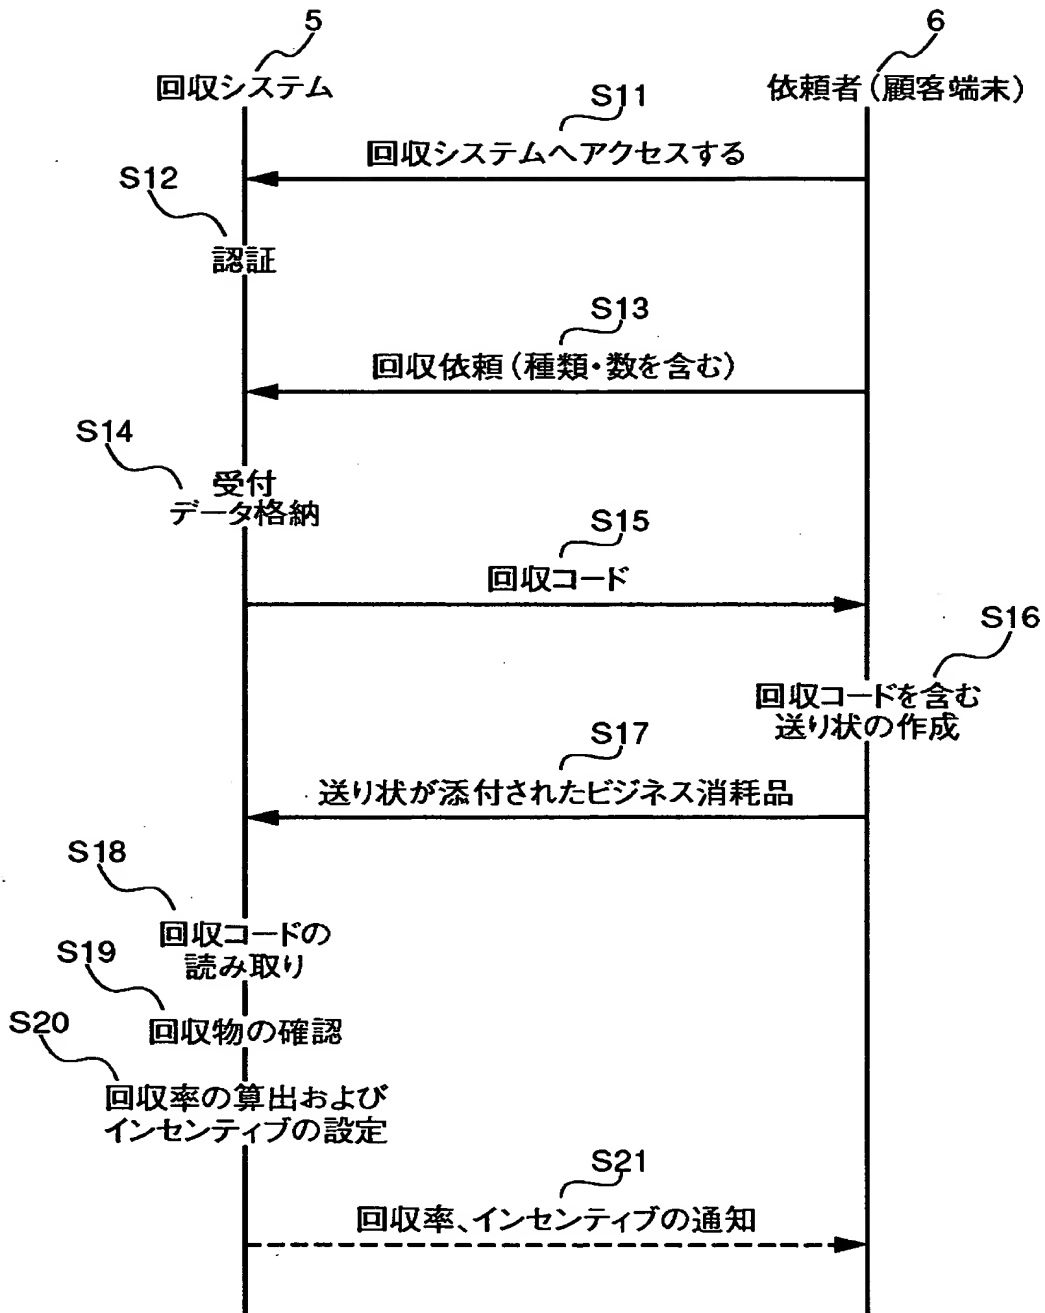 5
6
回収システム
依頼者(顧客端末)
S11
回収システムへアクセスする
S12
認証
S13
回収依頼(種類・数を含む)
S14
受付
データ格納
S15
回収コード
S16
回収コードを含む
送り状の作成
S17
送り状が添付されたビジネス消耗品
S18
回収コードの
読み取り
S19
回収物の確認
S20
回収率の算出および
インセンティブの設定
S21
回収率、インセンティブの通知